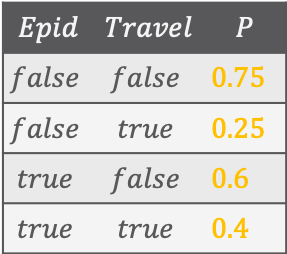 Epid Travel P
false false 0.75
false true 0.25
true false 0.6
true true 0.4